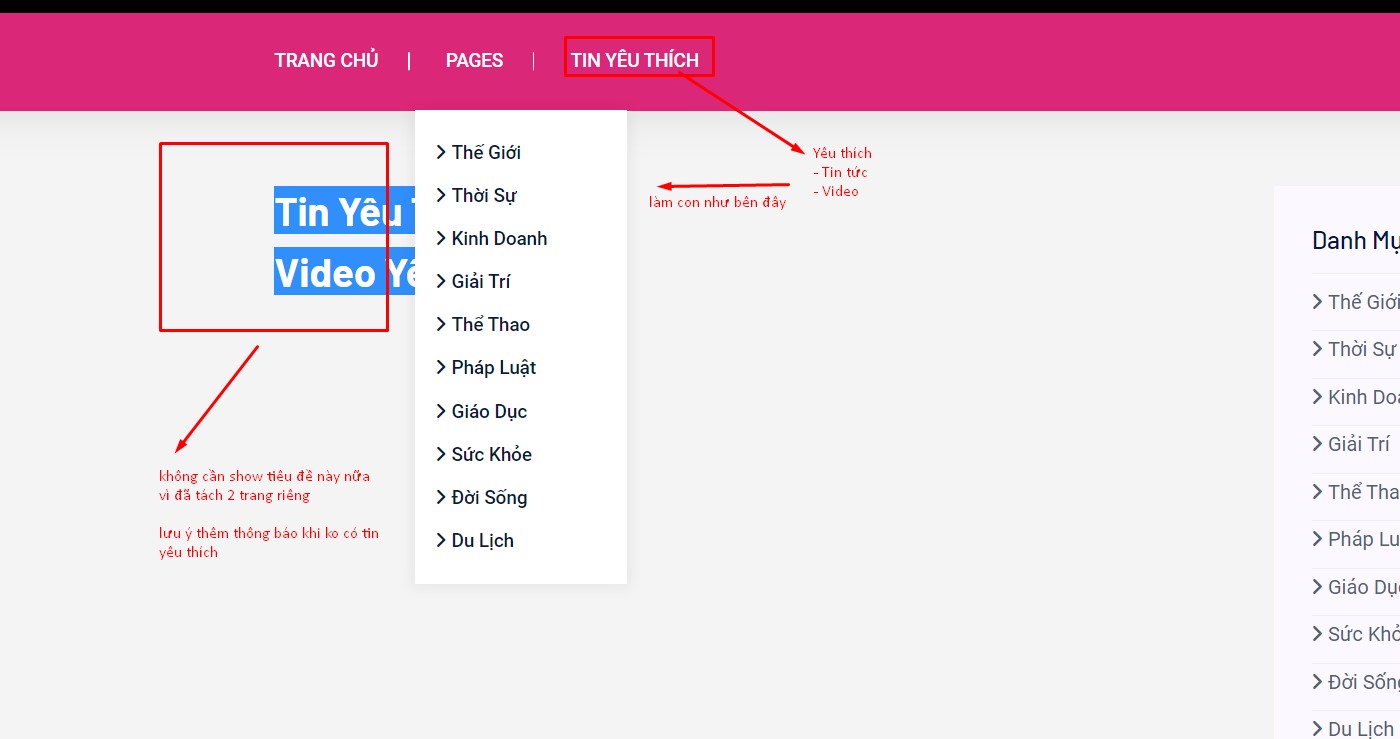 TRANG CHỦ | PAGES | TIN YÊU THÍCH
Thế Giới
Thời Sự
Kinh Doanh
Giải Trí
Thể Thao
Pháp Luật
Giáo Dục
Sức Khỏe
Đời Sống
Du Lịch
Tin Yêu
Video Yê
Yêu thích
- Tin tức
- Video
làm con như bên đây
không cần show tiêu đề này nữa
vì đã tách 2 trang riêng
lưu ý thêm thông báo khi ko có tin
yêu thích
Danh Mụ
Thế Giới
Thời Sự
Kinh Doa
Giải Trí
Thể Tha
Pháp Lu
Giáo Dụ
Sức Khỏ
Đời Sốn
Du Lịch